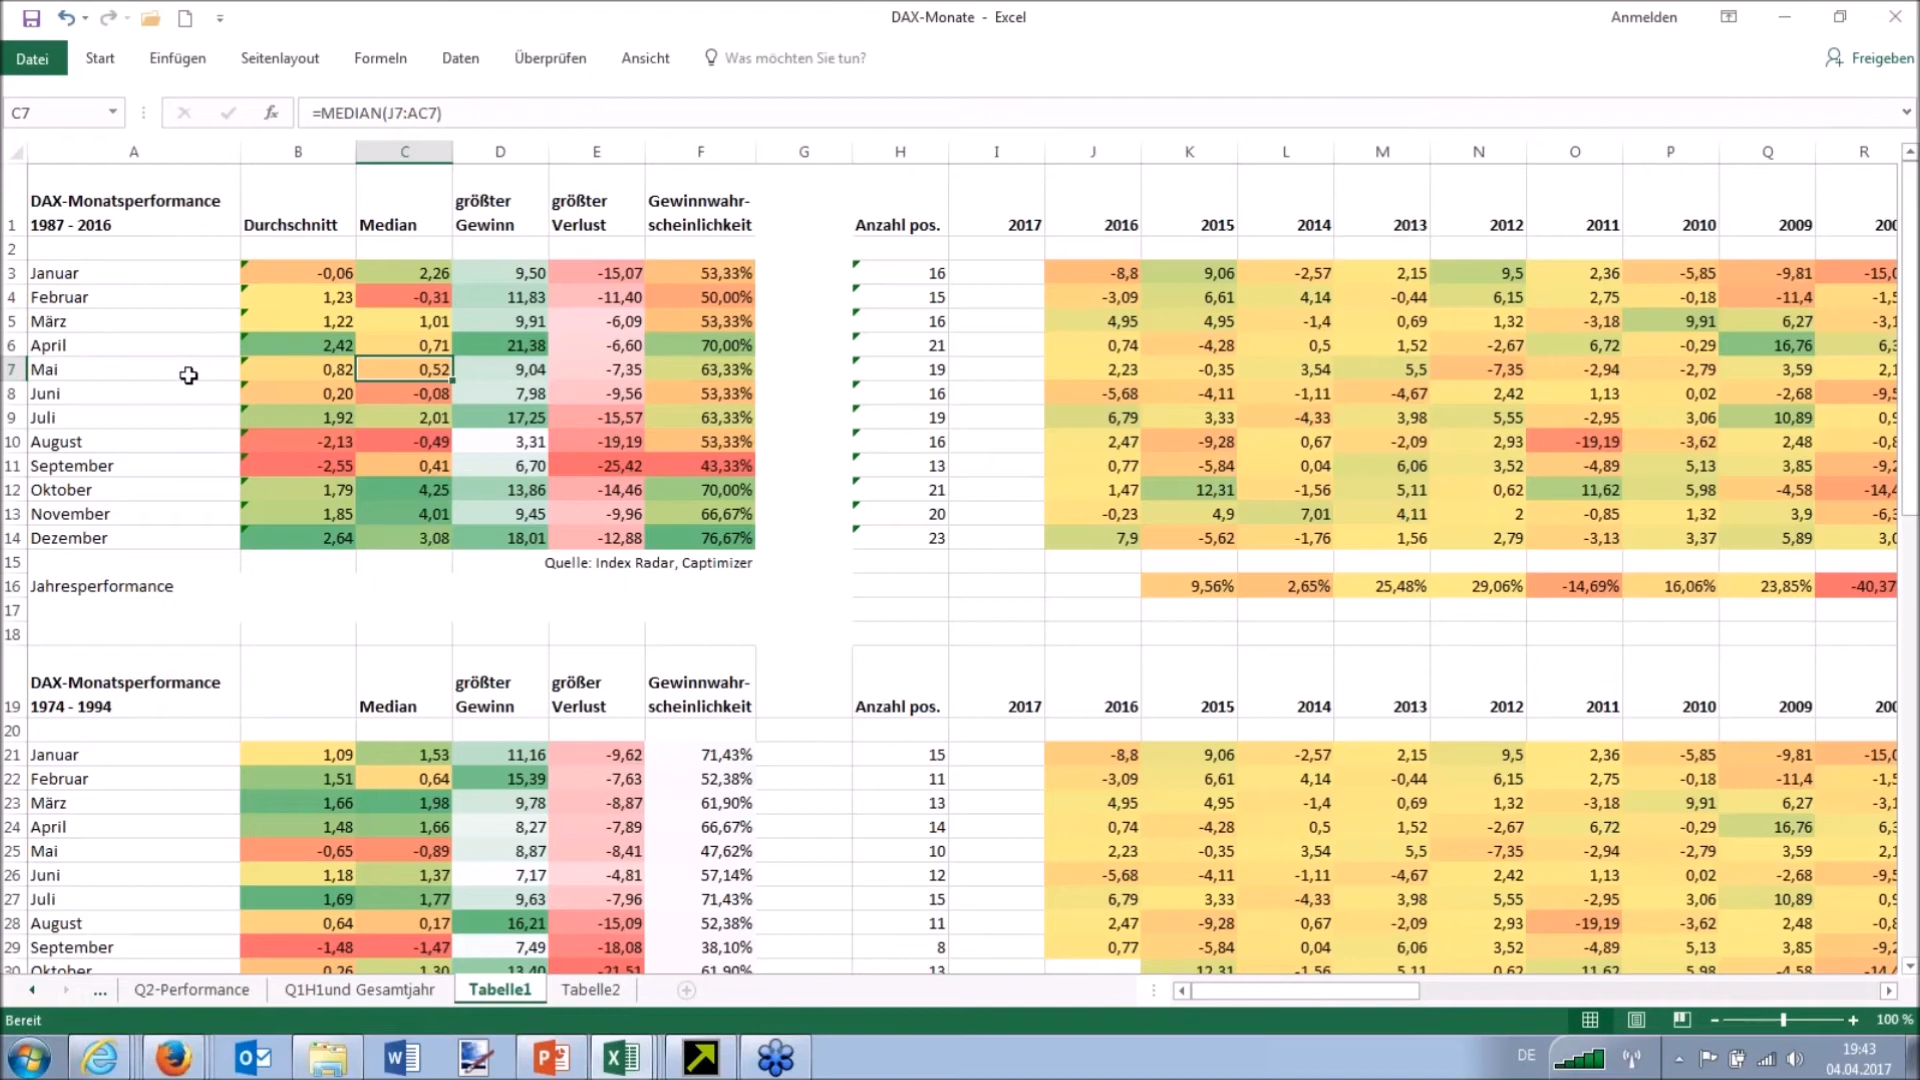 DAX-Monate - Excel
Anmelden
Datei Start Einfügen Seitenlayout Formeln Daten Überprüfen Ansicht Was möchten Sie tun? Freigeben
C7 fx =MEDIAN(J7:AC7)
A B C D E F G H I J K L M N O P Q R
DAX-Monatsperformance größter größter Gewinnwahr-
1 1987 - 2016 Durchschnitt Median Gewinn Verlust scheinlichkeit Anzahl pos. 2017 2016 2015 2014 2013 2012 2011 2010 2009 200
2
3 Januar -0,06 2,26 9,50 -15,07 53,33% 16 -8,8 9,06 -2,57 2,15 9,5 2,36 -5,85 -9,81 -15,0
4 Februar 1,23 -0,31 11,83 -11,40 50,00% 15 -3,09 6,61 4,14 -0,44 6,15 2,75 -0,18 -11,4 -1,5
5 März 1,22 1,01 9,91 -6,09 53,33% 16 4,95 4,95 -1,4 0,69 1,32 -3,18 9,91 6,27 -3,1
6 April 2,42 0,71 21,38 -6,60 70,00% 21 0,74 -4,28 0,5 1,52 -2,67 6,72 -0,29 16,76 6,3
7 Mai 0,82 0,52 9,04 -7,35 63,33% 19 2,23 -0,35 3,54 5,5 -7,35 -2,94 -2,79 3,59 2,1
8 Juni 0,20 -0,08 7,98 -9,56 53,33% 16 -5,68 -4,11 -1,11 -4,67 2,42 1,13 0,02 -2,68 -9,5
9 Juli 1,92 2,01 17,25 -15,57 63,33% 19 6,79 3,33 -4,33 3,98 5,55 -2,95 3,06 10,89 0,9
10 August -2,13 -0,49 3,31 -19,19 53,33% 16 2,47 -9,28 0,67 -2,09 2,93 -19,19 -3,62 2,48 -0,8
11 September -2,55 0,41 6,70 -25,42 43,33% 13 0,77 -5,84 0,04 6,06 3,52 -4,89 5,13 3,85 -9,2
12 Oktober 1,79 4,25 13,86 -14,46 70,00% 21 1,47 12,31 -1,56 5,11 0,62 11,62 5,98 -4,58 -14,4
13 November 1,85 4,01 9,45 -9,96 66,67% 20 -0,23 4,9 7,01 4,11 2 -0,85 1,32 3,9 -6,3
14 Dezember 2,64 3,08 18,01 -12,88 76,67% 23 7,9 -5,62 -1,76 1,56 2,79 -3,13 3,37 5,89 3,0
15 Quelle: Index Radar, Captimizer
16 Jahresperformance 9,56% 2,65% 25,48% 29,06% -14,69% 16,06% 23,85% -40,37
17
18
DAX-Monatsperformance größter größer Gewinnwahr-
19 1974 - 1994 Median Gewinn Verlust scheinlichkeit Anzahl pos. 2017 2016 2015 2014 2013 2012 2011 2010 2009 200
20
21 Januar 1,09 1,53 11,16 -9,62 71,43% 15 -8,8 9,06 -2,57 2,15 9,5 2,36 -5,85 -9,81 -15,0
22 Februar 1,51 0,64 15,39 -7,63 52,38% 11 -3,09 6,61 4,14 -0,44 6,15 2,75 -0,18 -11,4 -1,5
23 März 1,66 1,98 9,78 -8,87 61,90% 13 4,95 4,95 -1,4 0,69 1,32 -3,18 9,91 6,27 -3,1
24 April 1,48 1,66 8,27 -7,89 66,67% 14 0,74 -4,28 0,5 1,52 -2,67 6,72 -0,29 16,76 6,3
25 Mai -0,65 -0,89 8,87 -8,41 47,62% 10 2,23 -0,35 3,54 5,5 -7,35 -2,94 -2,79 3,59 2,1
26 Juni 1,18 1,37 7,17 -4,81 57,14% 12 -5,68 -4,11 -1,11 -4,67 2,42 1,13 0,02 -2,68 -9,5
27 Juli 1,69 1,77 9,63 -7,96 71,43% 15 6,79 3,33 -4,33 3,98 5,55 -2,95 3,06 10,89 0,9
28 August 0,64 0,17 16,21 -15,09 52,38% 11 2,47 -9,28 0,67 -2,09 2,93 -19,19 -3,62 2,48 -0,8
29 September -1,48 -1,47 7,49 -18,08 38,10% 8 0,77 -5,84 0,04 6,06 3,52 -4,89 5,13 3,85 -9,2
30 Oktober 0,26 1,30 13,40 -21,51 61,90% 13 12,31 -1,56 5,11 0,62 11,62 5,98 -4,58 -14,4
... Q2-Performance Q1H1und Gesamtjahr Tabelle1 Tabelle2
Bereit 100 %
DE 19:43
04.04.2017